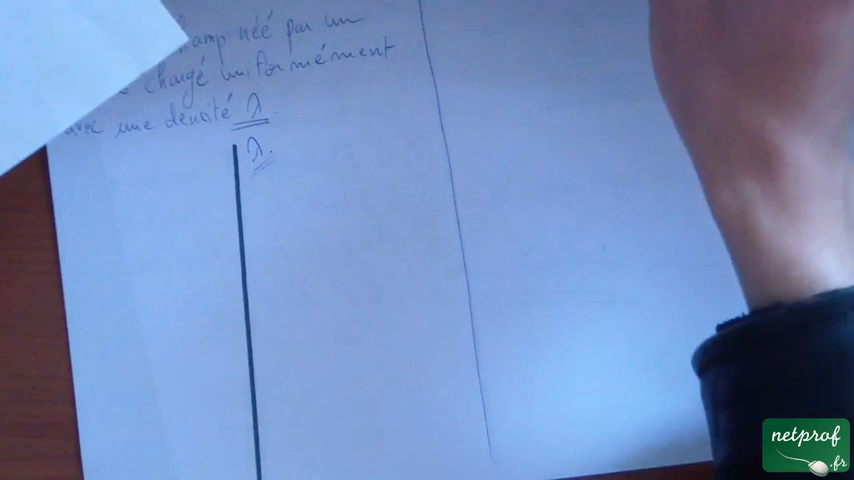 champ créé par un
chargé uniformément
avec une densité λ.
λ.
netprof
.fr